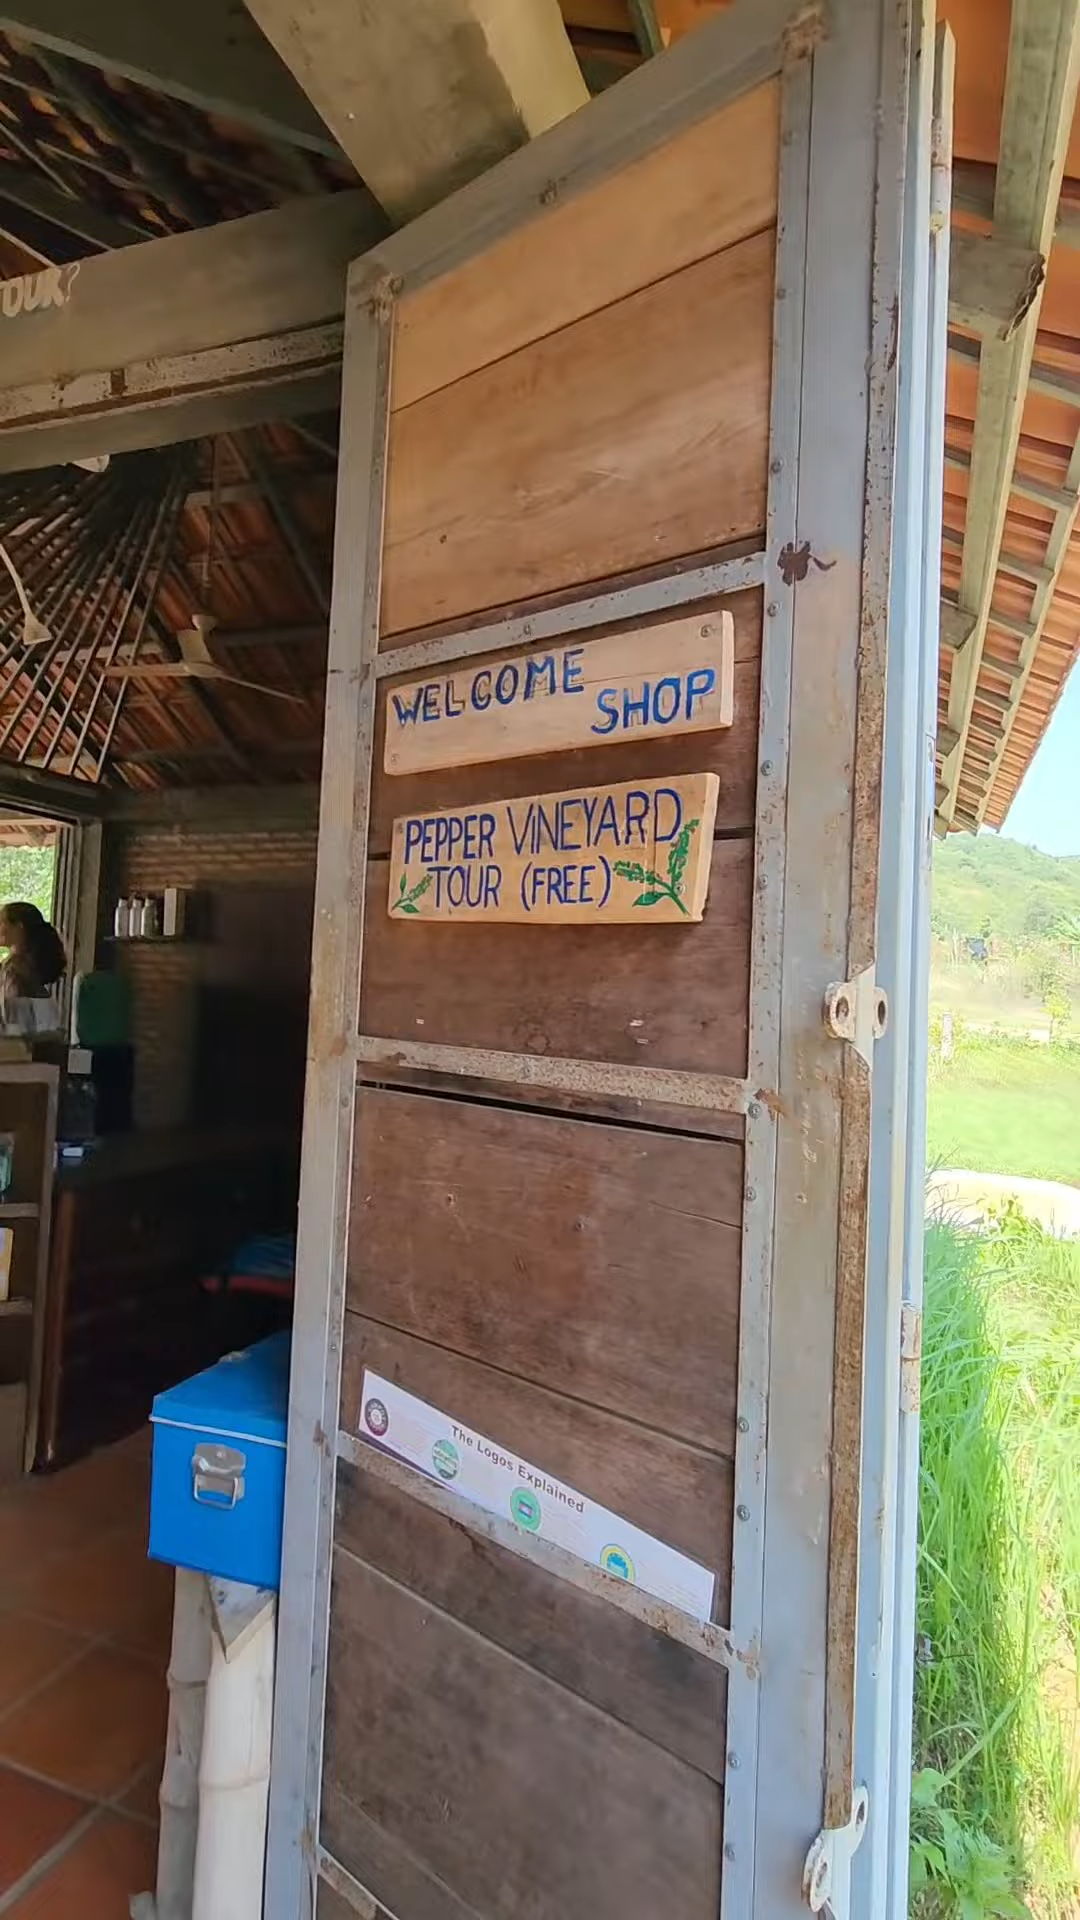 TOUR?
WELCOME
SHOP
PEPPER VINEYARD
TOUR (FREE)
The Logos Explained